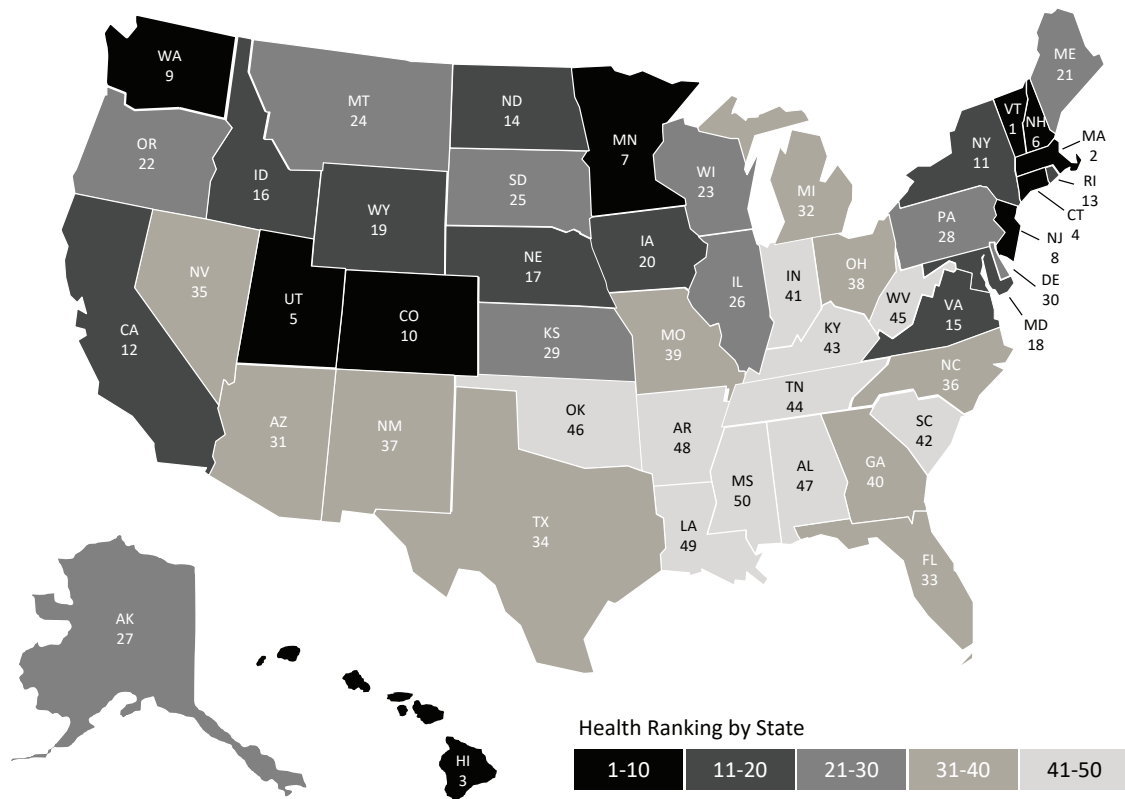 WA
9
MT
24
ND
14
MN
7
ME
21
VT
1
NH
6
MA
2
OR
22
ID
16
WY
19
SD
25
WI
23
MI
32
NY
11
RI
13
CT
4
NJ
8
PA
28
DE
30
MD
18
NV
35
UT
5
CO
10
NE
17
IA
20
IL
26
IN
41
OH
38
WV
45
VA
15
CA
12
KS
29
MO
39
KY
43
NC
36
AZ
31
NM
37
OK
46
AR
48
TN
44
SC
42
TX
34
LA
49
MS
50
AL
47
GA
40
FL
33
AK
27
HI
3
Health Ranking by State
1-10 11-20 21-30 31-40 41-50